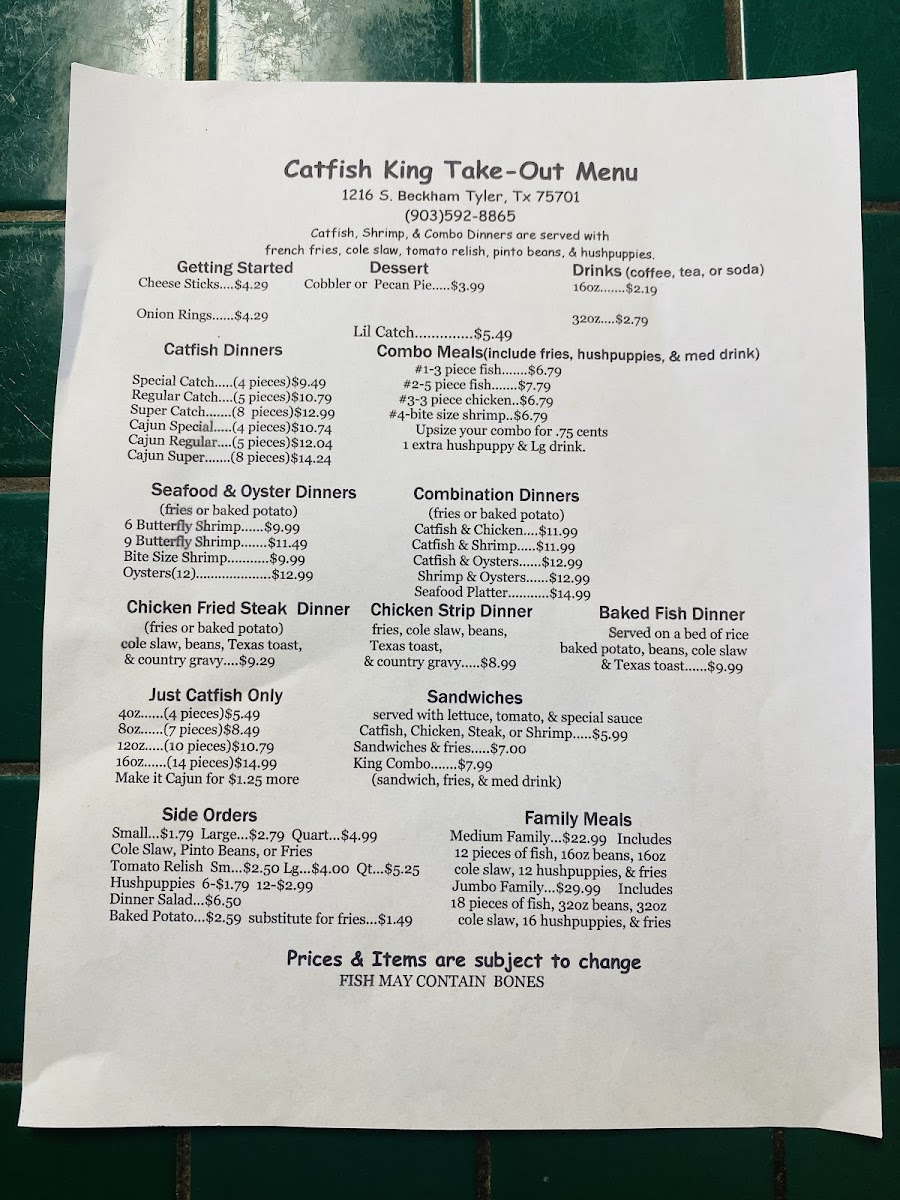 Catfish King Take-Out Menu
1216 S. Beckham Tyler, Tx 75701
(903)592-8865
Catfish, Shrimp, & Combo Dinners are served with
french fries, cole slaw, tomato relish, pinto beans, & hushpuppies.
Getting Started
Cheese Sticks....$4.29
Onion Rings......$4.29
Dessert
Cobbler or Pecan Pie.....$3.99
Drinks (coffee, tea, or soda)
16oz.......$2.19
32oz....$2.79
Lil Catch.............$5.49
Catfish Dinners
Special Catch.....(4 pieces)$9.49
Regular Catch....(5 pieces)$10.79
Super Catch.......(8 pieces)$12.99
Cajun Special.....(4 pieces)$10.74
Cajun Regular....(5 pieces)$12.04
Cajun Super.......(8 pieces)$14.24
Combo Meals(include fries, hushpuppies, & med drink)
#1-3 piece fish.......$6.79
#2-5 piece fish.......$7.79
#3-3 piece chicken..$6.79
#4-bite size shrimp..$6.79
Upsize your combo for .75 cents
1 extra hushpuppy & Lg drink.
Seafood & Oyster Dinners
(fries or baked potato)
6 Butterfly Shrimp......$9.99
9 Butterfly Shrimp.......$11.49
Bite Size Shrimp...........$9.99
Oysters(12)....................$12.99
Combination Dinners
(fries or baked potato)
Catfish & Chicken....$11.99
Catfish & Shrimp.....$11.99
Catfish & Oysters......$12.99
Shrimp & Oysters......$12.99
Seafood Platter...........$14.99
Chicken Fried Steak Dinner
(fries or baked potato)
cole slaw, beans, Texas toast,
& country gravy....$9.29
Chicken Strip Dinner
fries, cole slaw, beans,
Texas toast,
& country gravy.....$8.99
Baked Fish Dinner
Served on a bed of rice
baked potato, beans, cole slaw
& Texas toast......$9.99
Just Catfish Only
4oz......(4 pieces)$5.49
8oz......(7 pieces)$8.49
12oz.....(10 pieces)$10.79
16oz......(14 pieces)$14.99
Make it Cajun for $1.25 more
Sandwiches
served with lettuce, tomato, & special sauce
Catfish, Chicken, Steak, or Shrimp.....$5.99
Sandwiches & fries.....$7.00
King Combo.......$7.99
(sandwich, fries, & med drink)
Side Orders
Small...$1.79 Large...$2.79 Quart...$4.99
Cole Slaw, Pinto Beans, or Fries
Tomato Relish Sm...$2.50 Lg...$4.00 Qt...$5.25
Hushpuppies 6-$1.79 12-$2.99
Dinner Salad...$6.50
Baked Potato...$2.59 substitute for fries...$1.49
Family Meals
Medium Family...$22.99 Includes
12 pieces of fish, 16oz beans, 16oz
cole slaw, 12 hushpuppies, & fries
Jumbo Family...$29.99 Includes
18 pieces of fish, 32oz beans, 32oz
cole slaw, 16 hushpuppies, & fries
Prices & Items are subject to change
FISH MAY CONTAIN BONES